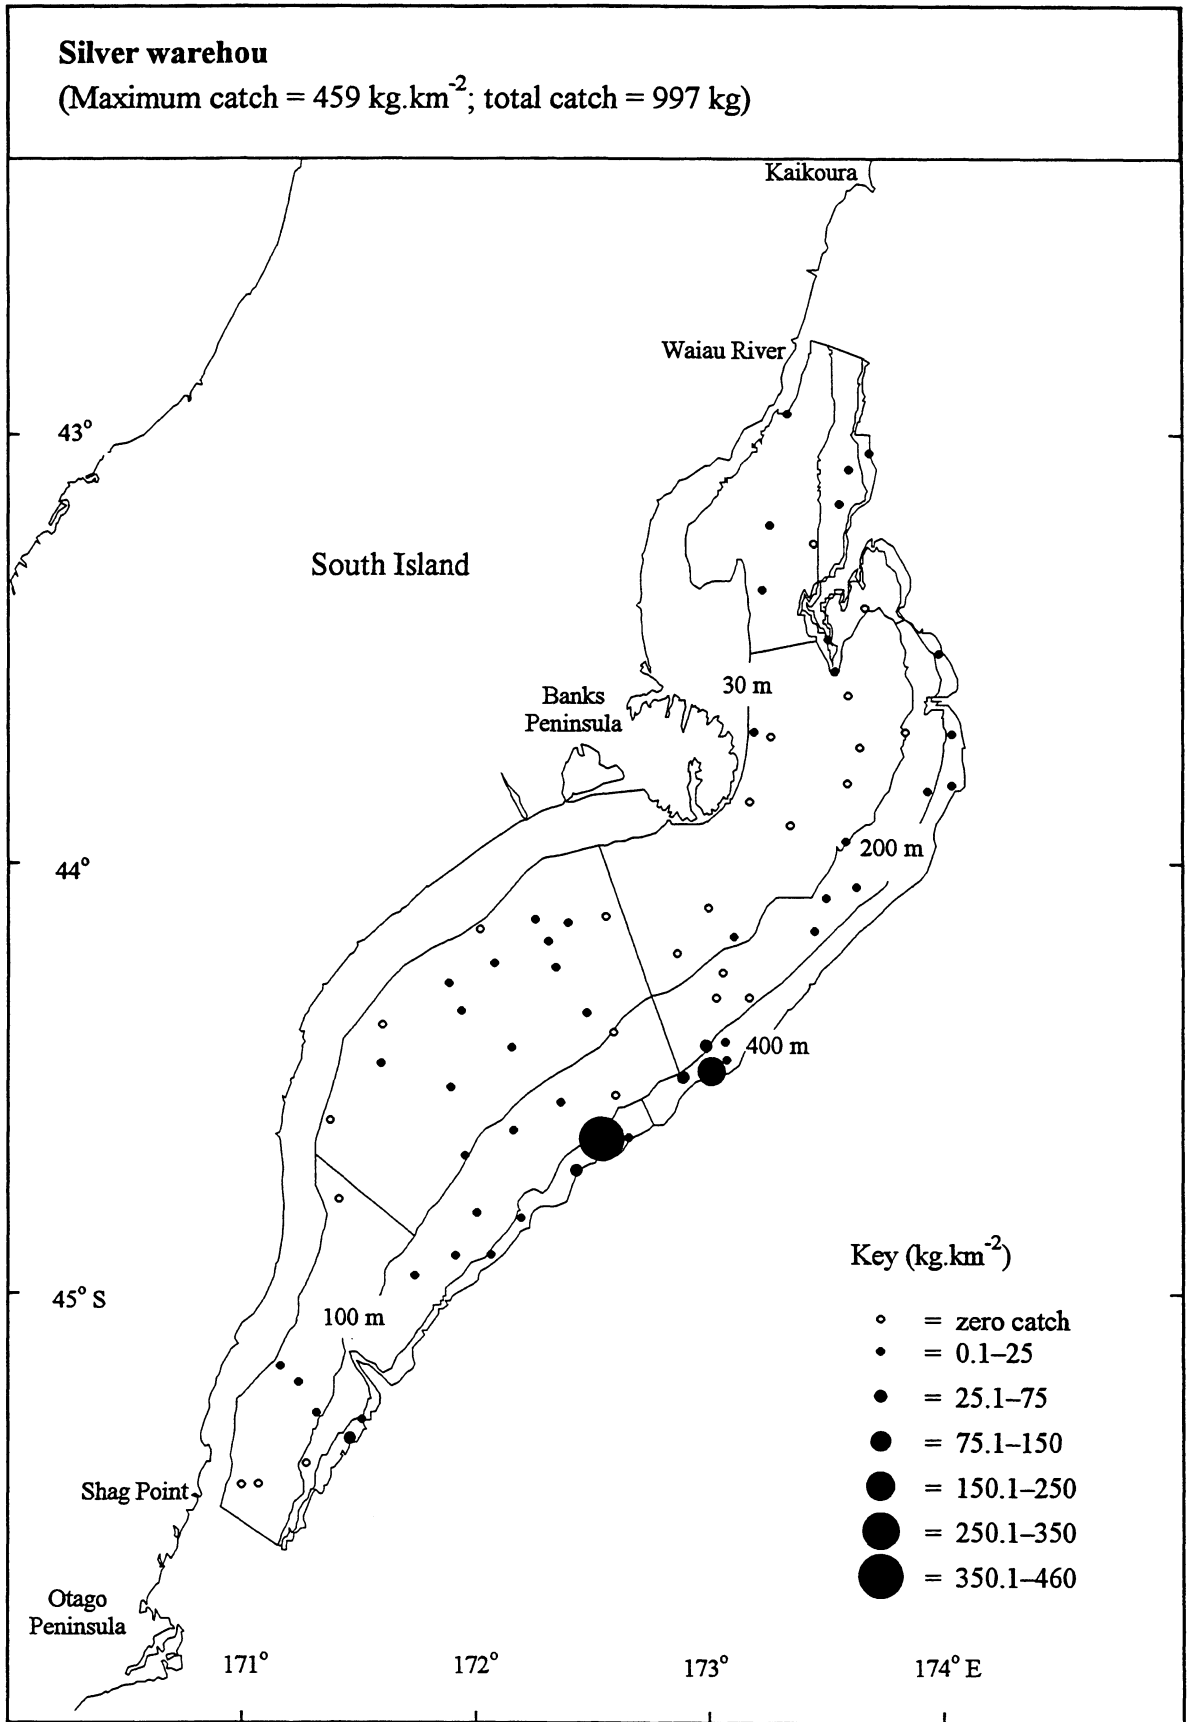 Silver warehou
(Maximum catch = 459 kg.km⁻²; total catch = 997 kg)
Kaikoura
Waiau River
43°
South Island
30 m
Banks
Peninsula
200 m
44°
400 m
Key (kg.km⁻²)
45° S
100 m
= zero catch
= 0.1–25
= 25.1–75
= 75.1–150
= 150.1–250
= 250.1–350
= 350.1–460
Shag Point
Otago
Peninsula
171°
172°
173°
174° E